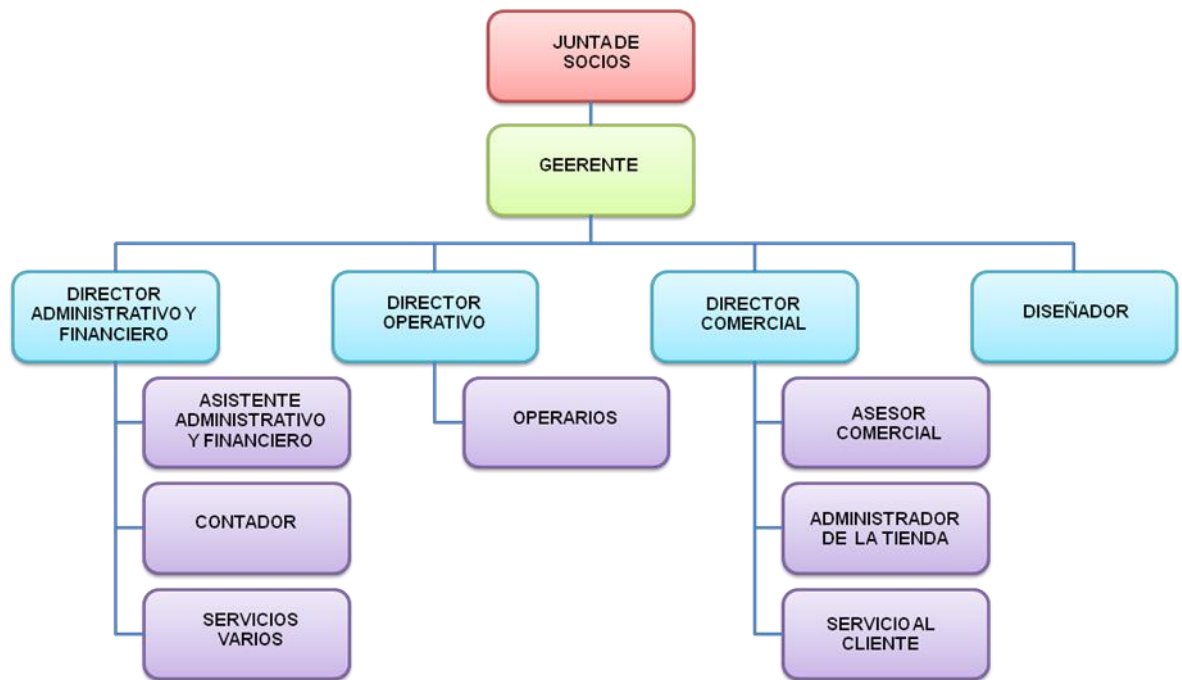 JUNTA DE
SOCIOS
GEERENTE
DIRECTOR
ADMINISTRATIVO Y
FINANCIERO
DIRECTOR
OPERATIVO
DIRECTOR
COMERCIAL
DISEÑADOR
ASISTENTE
ADMINISTRATIVO
Y FINANCIERO
CONTADOR
SERVICIOS
VARIOS
OPERARIOS
ASESOR
COMERCIAL
ADMINISTRADOR
DE LA TIENDA
SERVICIO AL
CLIENTE